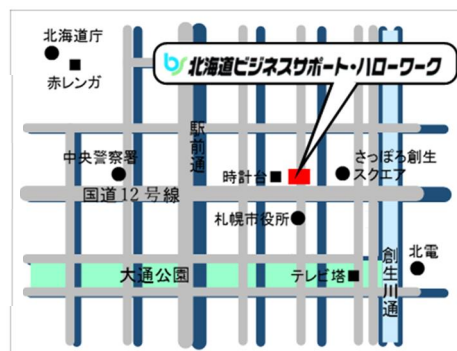 北海道庁
赤レンガ
北海道ビジネスサポート・ハローワーク
駅前通
中央警察署
時計台
さっぽろ創生
スクエア
国道12号線
札幌市役所
大通公園
テレビ塔
創生川通
北電